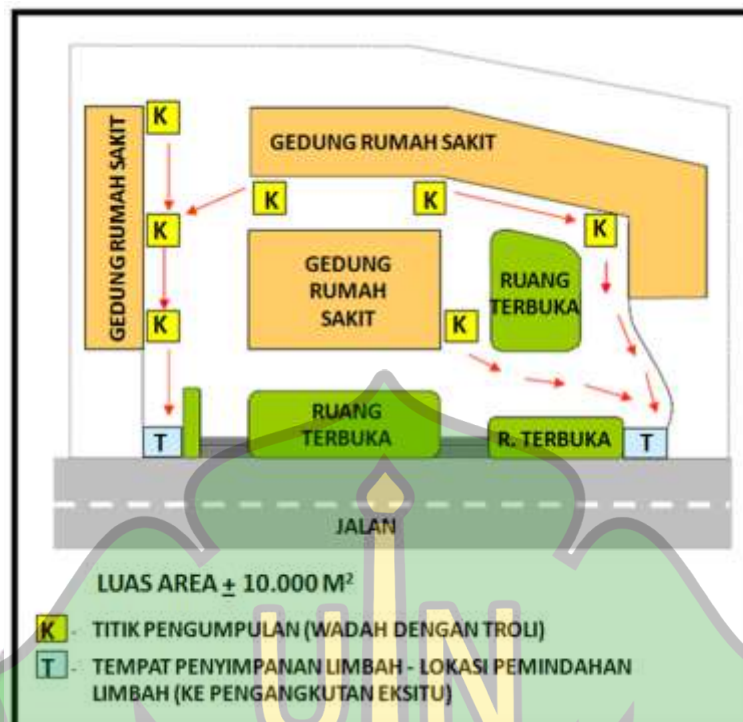 K
GEDUNG RUMAH SAKIT
GEDUNG RUMAH SAKIT
K
K
K
K
GEDUNG
RUMAH
SAKIT
RUANG
TERBUKA
K
K
RUANG
TERBUKA
T
R. TERBUKA
T
JALAN
LUAS AREA ± 10.000 M²
K - TITIK PENGUMPULAN (WADAH DENGAN TROLI)
T - TEMPAT PENYIMPANAN LIMBAH - LOKASI PEMINDAHAN
LIMBAH (KE PENGANGKUTAN EKSITU)
UIN